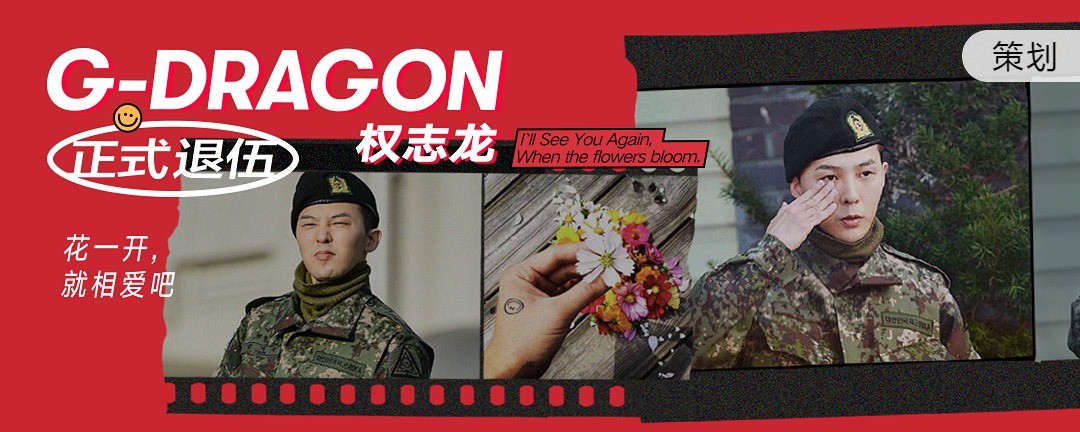 G-DRAGON
权志龙
正式退伍
I'll See You Again,
When the flowers bloom.
花一开，
就相爱吧
策划